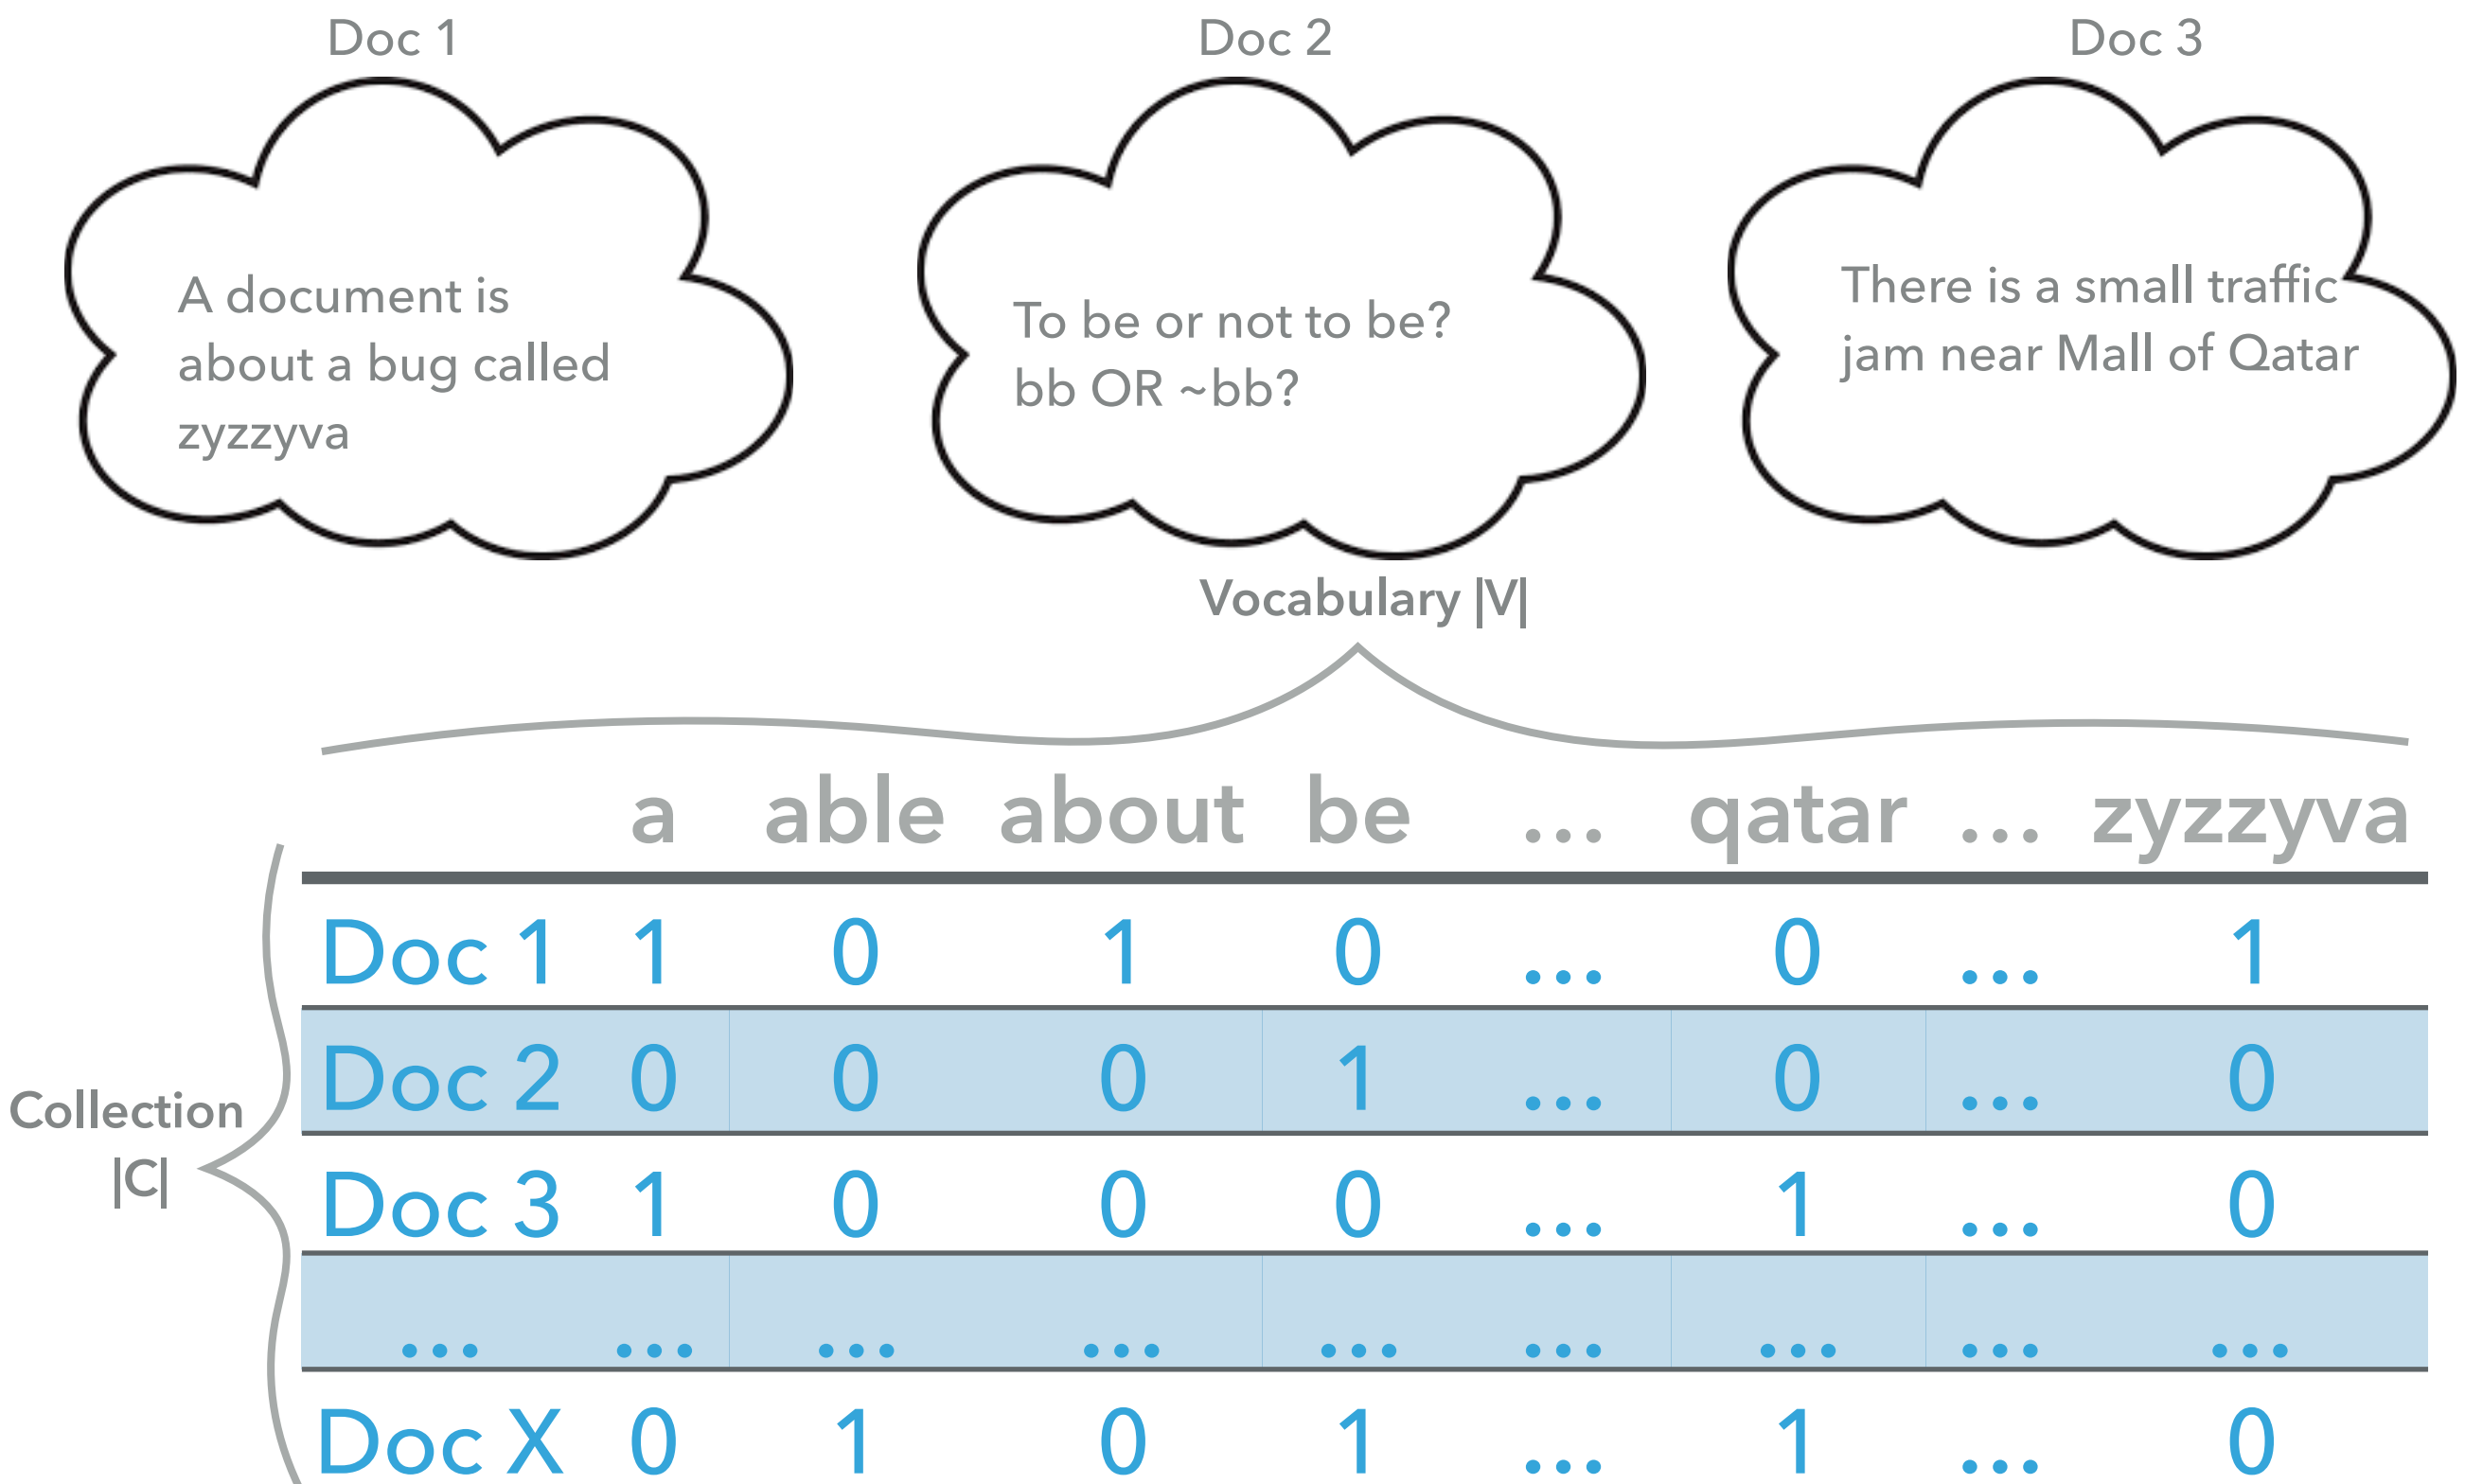 Doc 1
Doc 2
Doc 3
A document is
about a bug called
zyzzyva
To be or not to be?
bb OR ~bb?
There is a small traffic
jm near Mall of Qatar
Vocabulary |V|
a able about be ... qatar ... zyzzyva
Doc 1 1 0 1 0 ... 0 ... 1
Doc 2 0 0 0 1 ... 0 ... 0
Collection
|C|
Doc 3 1 0 0 0 ... 1 ... 0
... ... ... ... ... ... ... ... ...
Doc X 0 1 0 1 ... 1 ... 0